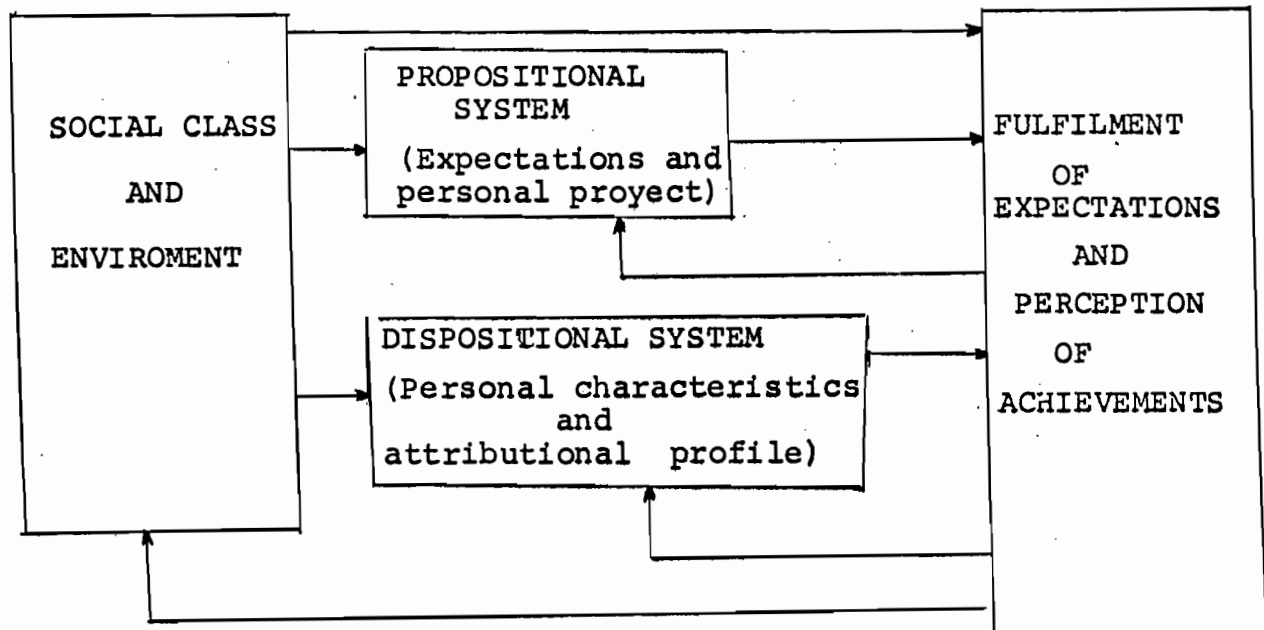 SOCIAL CLASS
AND
ENVIROMENT
PROPOSITIONAL
SYSTEM
(Expectations and
personal proyect)
DISPOSITIONAL SYSTEM
(Personal characteristics
and
attributional profile)
FULFILMENT
OF
EXPECTATIONS
AND
PERCEPTION
OF
ACHIEVEMENTS